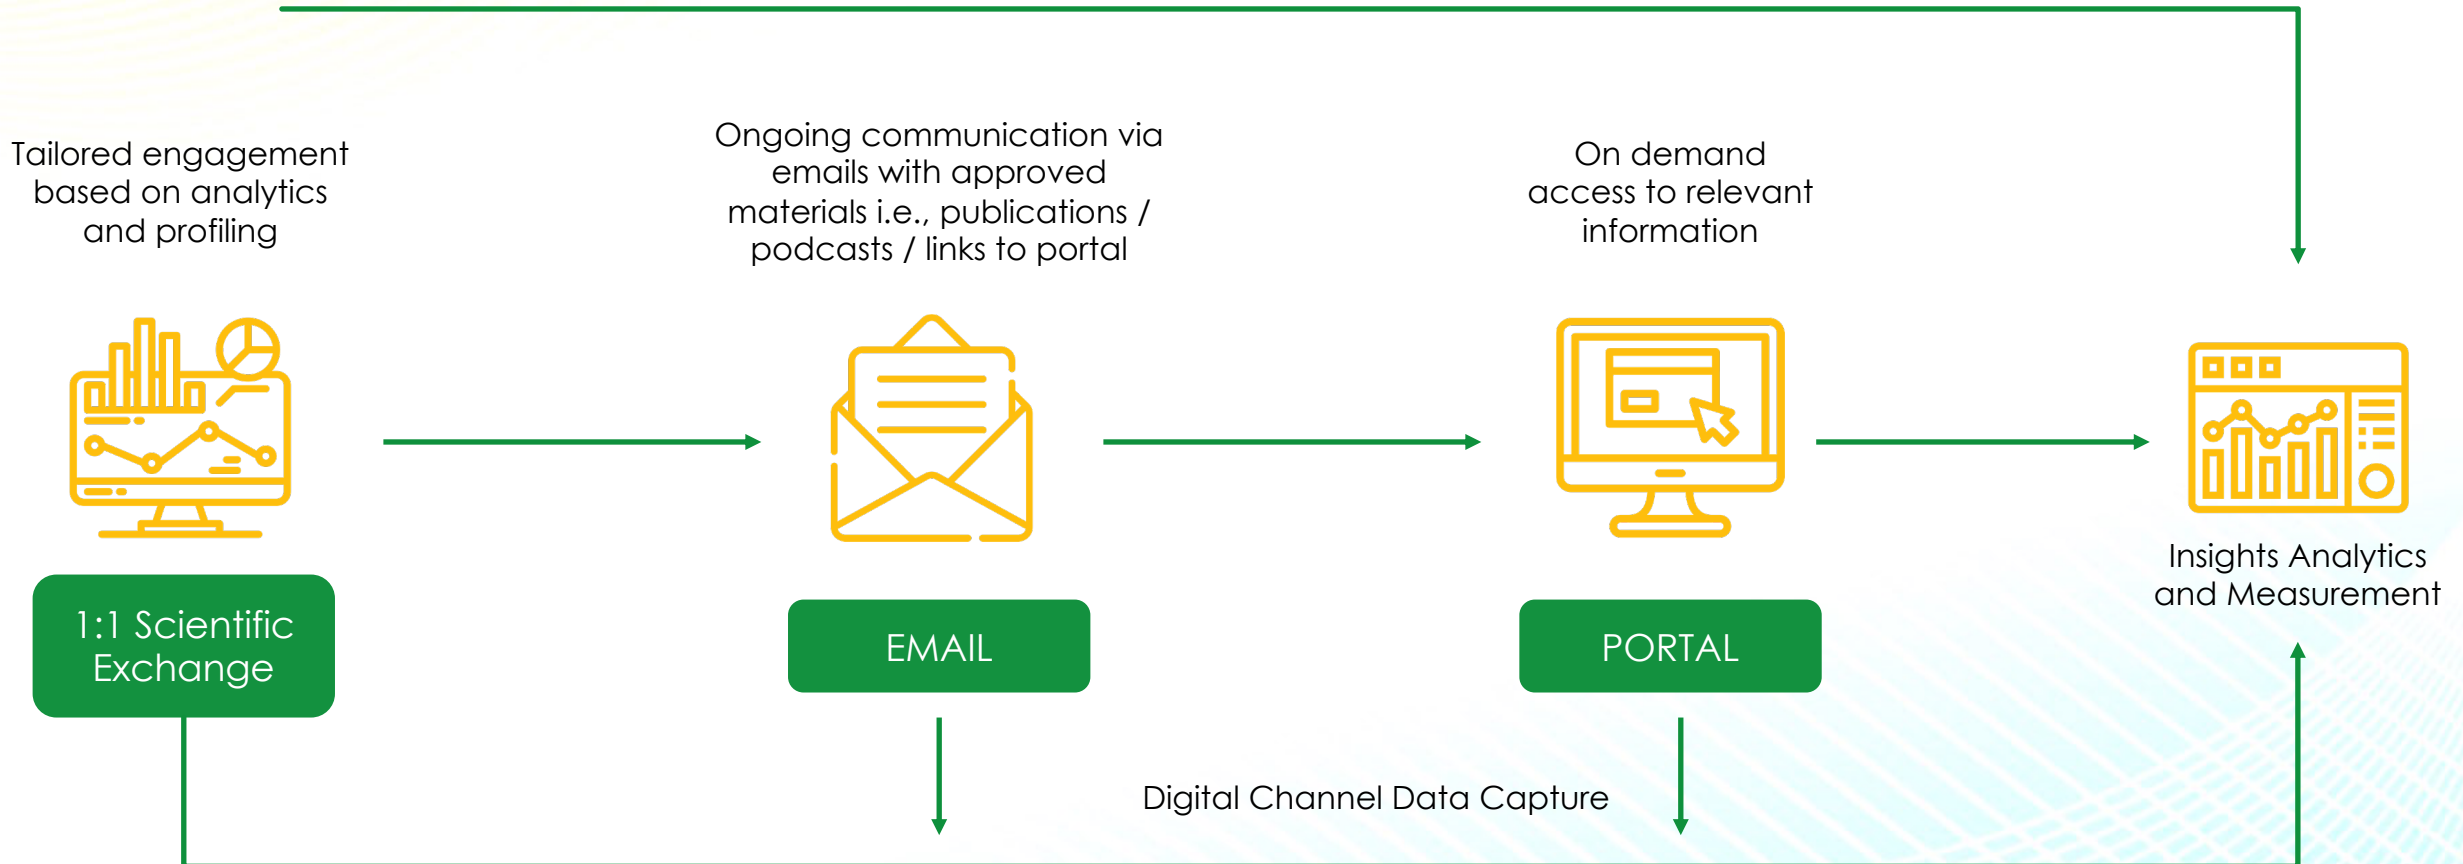 Tailored engagement
based on analytics
and profiling
Ongoing communication via
emails with approved
materials i.e., publications /
podcasts / links to portal
On demand
access to relevant
information
1:1 Scientific
Exchange
EMAIL
PORTAL
Insights Analytics
and Measurement
Digital Channel Data Capture